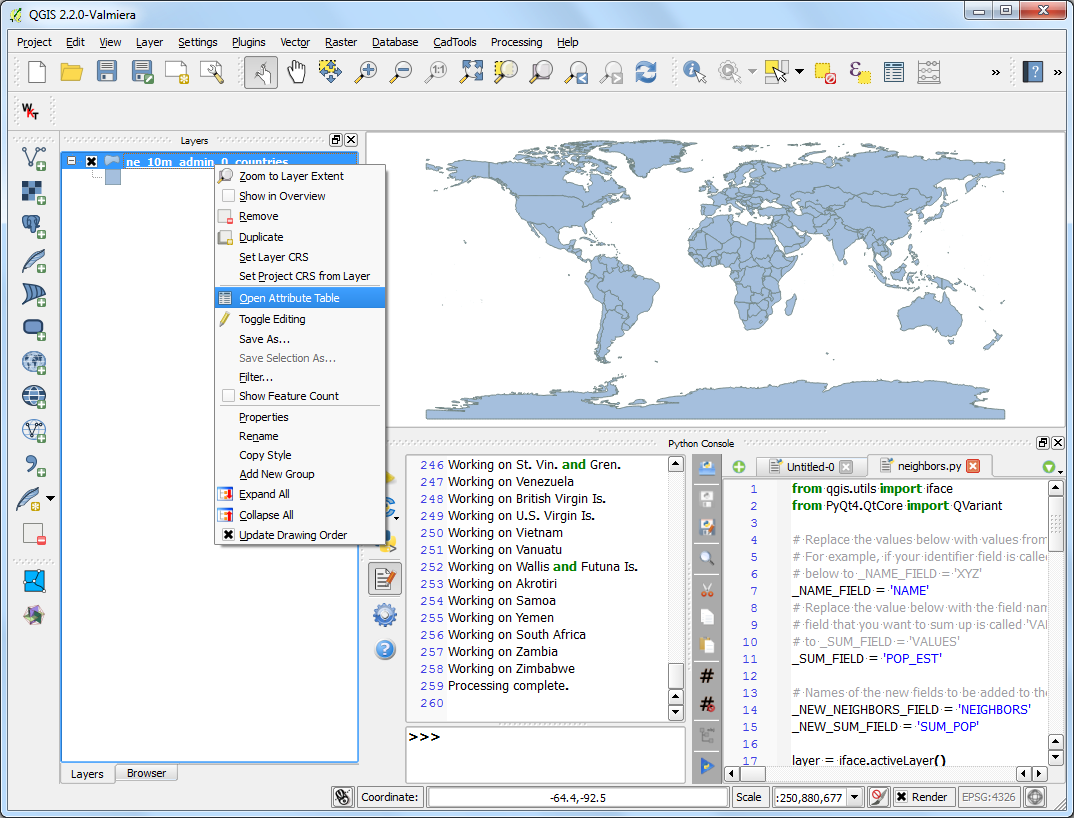 QGIS 2.2.0-Valmiera
Project Edit View Layer Settings Plugins Vector Raster Database CadTools Processing Help
1:1
WKT
Layers
ne_10m_admin_0_countries
Zoom to Layer Extent
Show in Overview
Remove
Duplicate
Set Layer CRS
Set Project CRS from Layer
Open Attribute Table
Toggle Editing
Save As...
Save Selection As...
Filter...
Show Feature Count
Properties
Rename
Copy Style
Add New Group
Expand All
Collapse All
Update Drawing Order
Layers Browser
Python Console
246 Working on St. Vin. and Gren.
247 Working on Venezuela
248 Working on British Virgin Is.
249 Working on U.S. Virgin Is.
250 Working on Vietnam
251 Working on Vanuatu
252 Working on Wallis and Futuna Is.
253 Working on Akrotiri
254 Working on Samoa
255 Working on Yemen
256 Working on South Africa
257 Working on Zambia
258 Working on Zimbabwe
259 Processing complete.
260
>>>
Untitled-0 neighbors.py
1 from qgis.utils import iface
2 from PyQt4.QtCore import QVariant
3
4 # Replace the values below with values from
5 # For example, if your identifier field is calle
6 # below to _NAME_FIELD = 'XYZ'
7 _NAME_FIELD = 'NAME'
8 # Replace the value below with the field nam
9 # field that you want to sum up is called 'VAL
10 # to _SUM_FIELD = 'VALUES'
11 _SUM_FIELD = 'POP_EST'
12
13 # Names of the new fields to be added to the
14 _NEW_NEIGHBORS_FIELD = 'NEIGHBORS'
15 _NEW_SUM_FIELD = 'SUM_POP'
16
17 layer = iface.activeLayer()
Coordinate: -64.4,-92.5 Scale :250,880,677 Render EPSG:4326